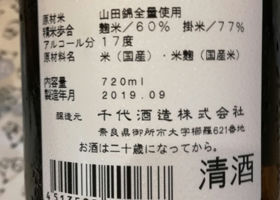 原材米 山田錦全量使用
精米歩合 麹米/60% 掛米/77%
アルコール分 17度
原材料名 米(国産)・米麹(国産)
内容量 720ml
製造年月 2019.09
醸造元 千代酒造株式会社
奈良県御所市大字櫛羅621番地
お酒は二十歳になってから。
清酒